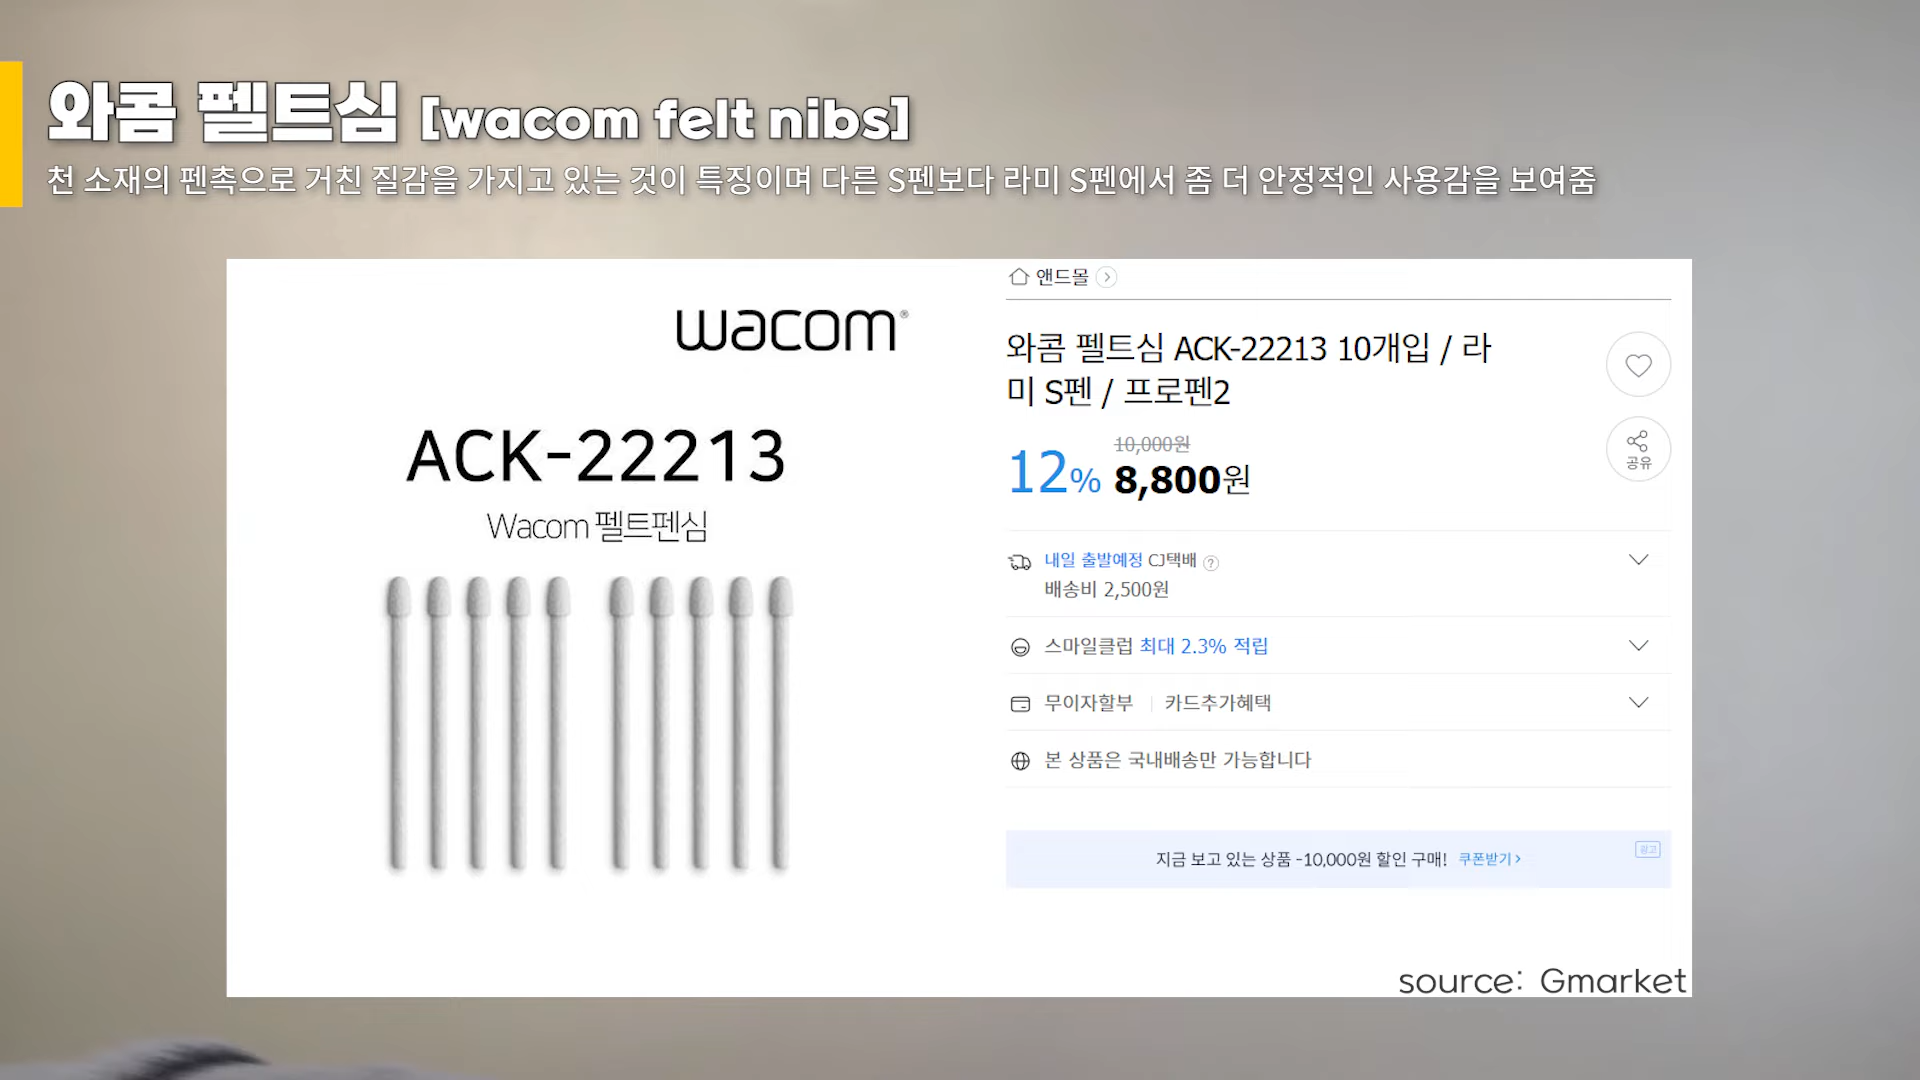 와콤 펠트심 [wacom felt nibs]
천 소재의 펜촉으로 거친 질감을 가지고 있는 것이 특징이며 다른 S펜보다 라미 S펜에서 좀 더 안정적인 사용감을 보여줌
wacom®
ACK-22213
Wacom 펠트펜심
앤드몰
와콤 펠트심 ACK-22213 10개입 / 라
미 S펜 / 프로펜2
공유
10,000원
12% 8,800원
내일 출발예정 CJ택배 ?
배송비 2,500원
스마일클럽 최대 2.3% 적립
무이자할부 | 카드추가혜택
본 상품은 국내배송만 가능합니다
지금 보고 있는 상품 -10,000원 할인 구매! 쿠폰받기 >
광고
source: Gmarket